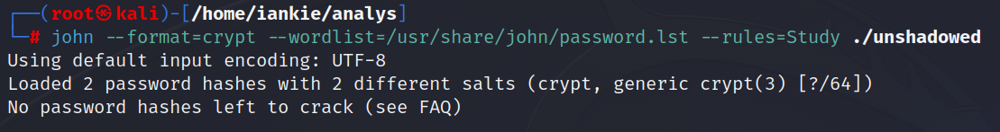 ┌──(root㉿kali)-[/home/iankie/analys]
└─# john --format=crypt --wordlist=/usr/share/john/password.lst --rules=Study ./unshadowed
Using default input encoding: UTF-8
Loaded 2 password hashes with 2 different salts (crypt, generic crypt(3) [?/64])
No password hashes left to crack (see FAQ)